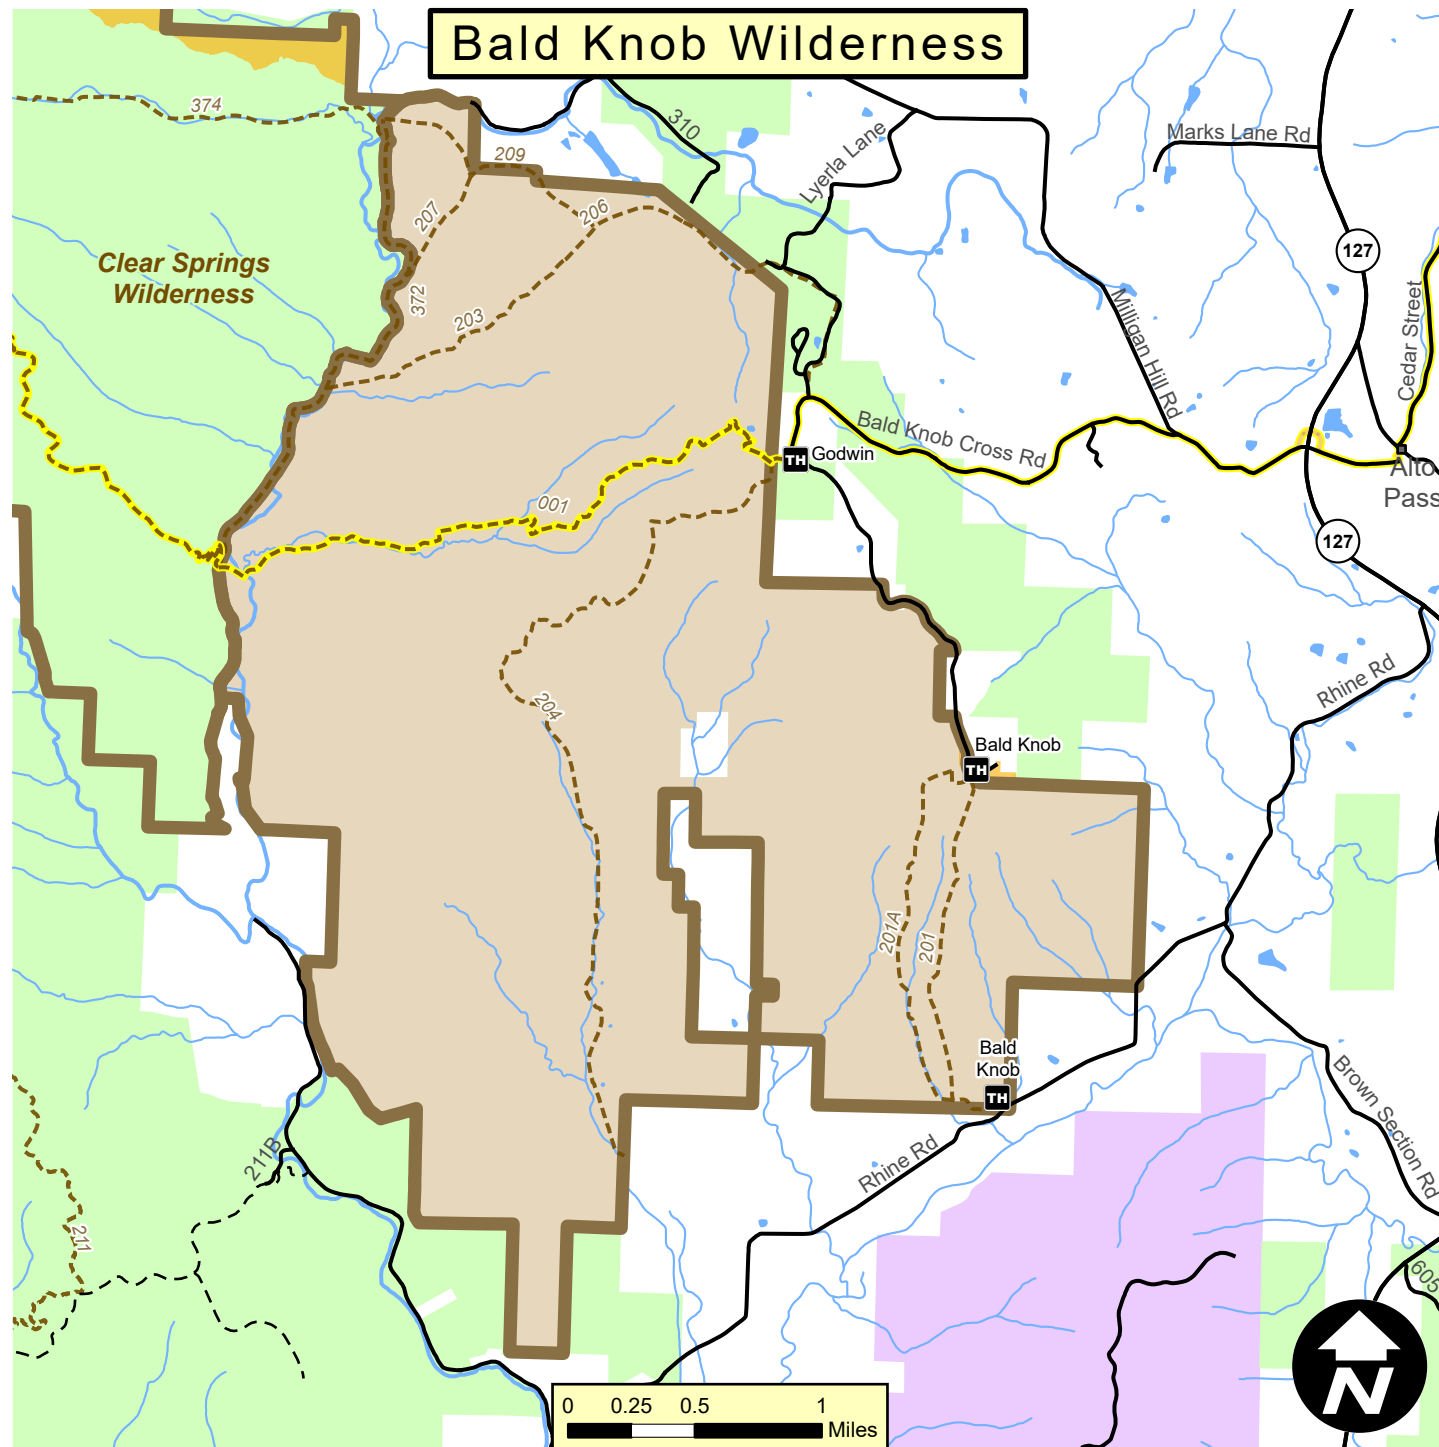 Bald Knob Wilderness
374
310
209
Lyerla Lane
Marks Lane Rd
207
206
127
Clear Springs
Wilderness
372
203
Milligan Hill Rd
Cedar Street
Bald Knob Cross Rd
TH
Godwin
Alto
Pass
001
127
204
Rhine Rd
Bald Knob
TH
201A
201
Bald
Knob
TH
Brown Section Rd
211B
Rhine Rd
211
605
0 0.25 0.5 1
Miles
N